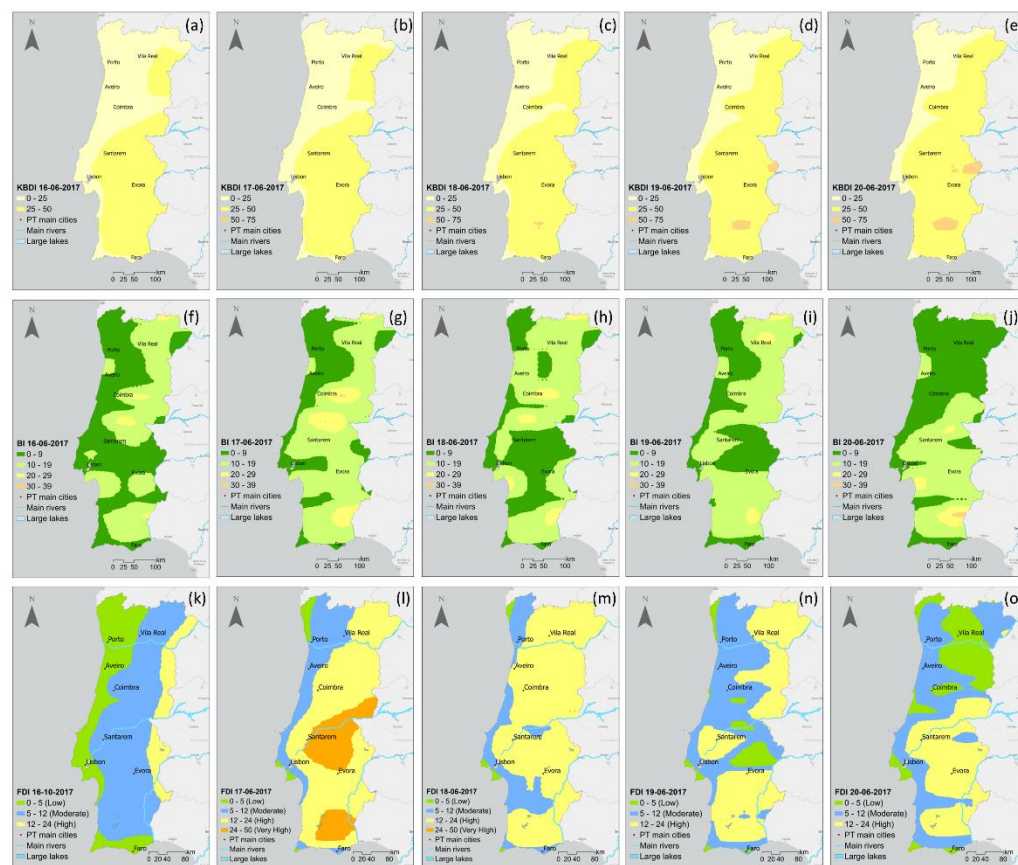 N
(a)
Vila Real
Porto
Aveiro
Coimbra
Santarem
Lisbon
Evora
KBDI 16-06-2017
0 - 25
25 - 50
PT main cities
Main rivers
Large lakes
Faro
0 25 50 100 km
N
(b)
Vila Real
Porto
Aveiro
Coimbra
Santarem
Lisbon
Evora
KBDI 17-06-2017
0 - 25
25 - 50
PT main cities
Main rivers
Large lakes
Faro
0 25 50 100 km
N
(c)
Vila Real
Porto
Aveiro
Coimbra
Santarem
Lisbon
Evora
KBDI 18-06-2017
0 - 25
25 - 50
50 - 75
PT main cities
Main rivers
Large lakes
Faro
0 25 50 100 km
N
(d)
Vila Real
Porto
Aveiro
Coimbra
Santarem
Lisbon
Evora
KBDI 19-06-2017
0 - 25
25 - 50
50 - 75
PT main cities
Main rivers
Large lakes
Faro
0 25 50 100 km
N
(e)
Vila Real
Porto
Aveiro
Coimbra
Santarem
Lisbon
Evora
KBDI 20-06-2017
0 - 25
25 - 50
50 - 75
PT main cities
Main rivers
Large lakes
Faro
0 25 50 100 km
N
(f)
Vila Real
Porto
Aveiro
Coimbra
Santarem
Lisbon
Evora
BI 16-06-2017
0 - 9
10 - 19
20 - 29
30 - 39
PT main cities
Main rivers
Large lakes
Faro
0 25 50 100 km
N
(g)
Vila Real
Porto
Aveiro
Coimbra
Santarem
Lisbon
Evora
BI 17-06-2017
0 - 9
10 - 19
20 - 29
30 - 39
PT main cities
Main rivers
Large lakes
Faro
0 25 50 100 km
N
(h)
Vila Real
Porto
Aveiro
Coimbra
Santarem
Lisbon
Evora
BI 18-06-2017
0 - 9
10 - 19
20 - 29
30 - 39
PT main cities
Main rivers
Large lakes
Faro
0 25 50 100 km
N
(i)
Vila Real
Porto
Aveiro
Coimbra
Santarem
Lisbon
Evora
BI 19-06-2017
0 - 9
10 - 19
20 - 29
30 - 39
PT main cities
Main rivers
Large lakes
Faro
0 25 50 100 km
N
(j)
Vila Real
Porto
Aveiro
Coimbra
Santarem
Lisbon
Evora
BI 20-06-2017
0 - 9
10 - 19
20 - 29
30 - 39
PT main cities
Main rivers
Large lakes
Faro
0 25 50 100 km
N
(k)
Porto
Vila Real
Aveiro
Coimbra
Santarem
Lisbon
Evora
FDI 16-10-2017
0 - 5 (Low)
5 - 12 (Moderate)
12 - 24 (High)
PT main cities
Main rivers
Large lakes
Faro
0 20 40 80 km
N
(l)
Porto
Vila Real
Aveiro
Coimbra
Santarem
Lisbon
Evora
FDI 17-06-2017
0 - 5 (Low)
5 - 12 (Moderate)
12 - 24 (High)
24 - 50 (Very High)
PT main cities
Main rivers
Large lakes
Faro
0 20 40 80 km
N
(m)
Porto
Vila Real
Aveiro
Coimbra
Santarem
Lisbon
Evora
FDI 18-06-2017
0 - 5 (Low)
5 - 12 (Moderate)
12 - 24 (High)
PT main cities
Main rivers
Large lakes
Faro
0 20 40 80 km
N
(n)
Porto
Vila Real
Aveiro
Coimbra
Santarem
Lisbon
Evora
FDI 19-06-2017
0 - 5 (Low)
5 - 12 (Moderate)
12 - 24 (High)
PT main cities
Main rivers
Large lakes
Faro
0 20 40 80 km
N
(o)
Porto
Vila Real
Aveiro
Coimbra
Santarem
Lisbon
Evora
FDI 20-06-2017
0 - 5 (Low)
5 - 12 (Moderate)
12 - 24 (High)
PT main cities
Main rivers
Large lakes
Faro
0 20 40 80 km